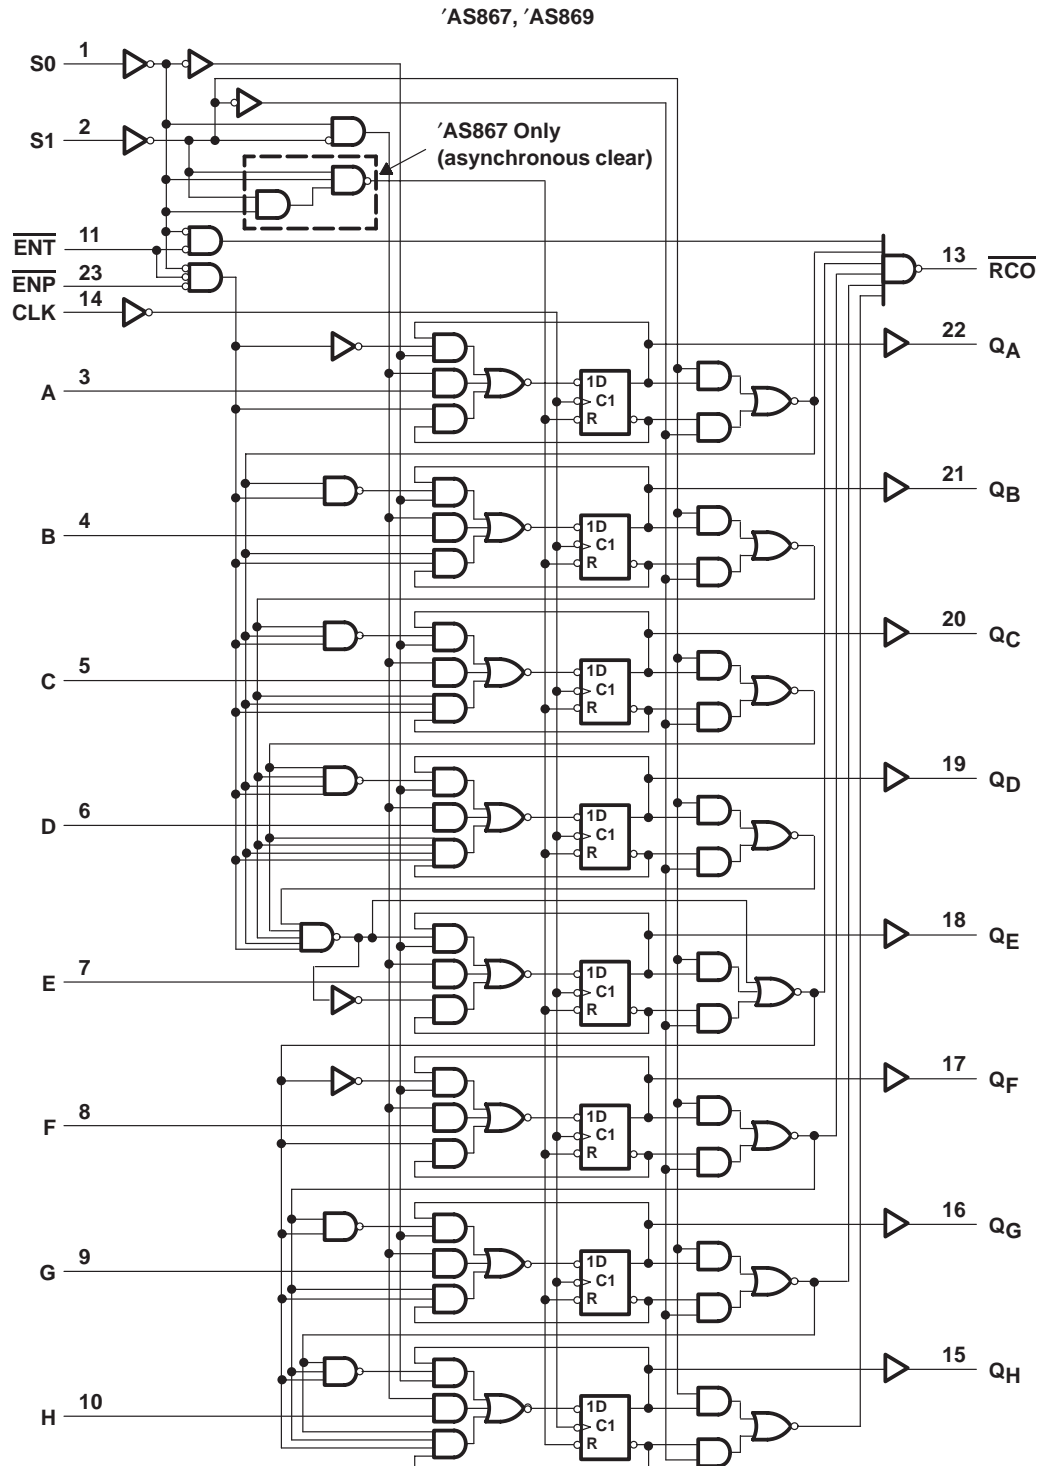 ′AS867, ′AS869
S0 1
S1 2
′AS867 Only
(asynchronous clear)
ENT 11
ENP 23
CLK 14
13 RCO
22 QA
A 3
1D
C1
R
21 QB
B 4
1D
C1
R
20 QC
C 5
1D
C1
R
19 QD
D 6
1D
C1
R
18 QE
E 7
1D
C1
R
17 QF
F 8
1D
C1
R
16 QG
G 9
1D
C1
R
15 QH
H 10
1D
C1
R